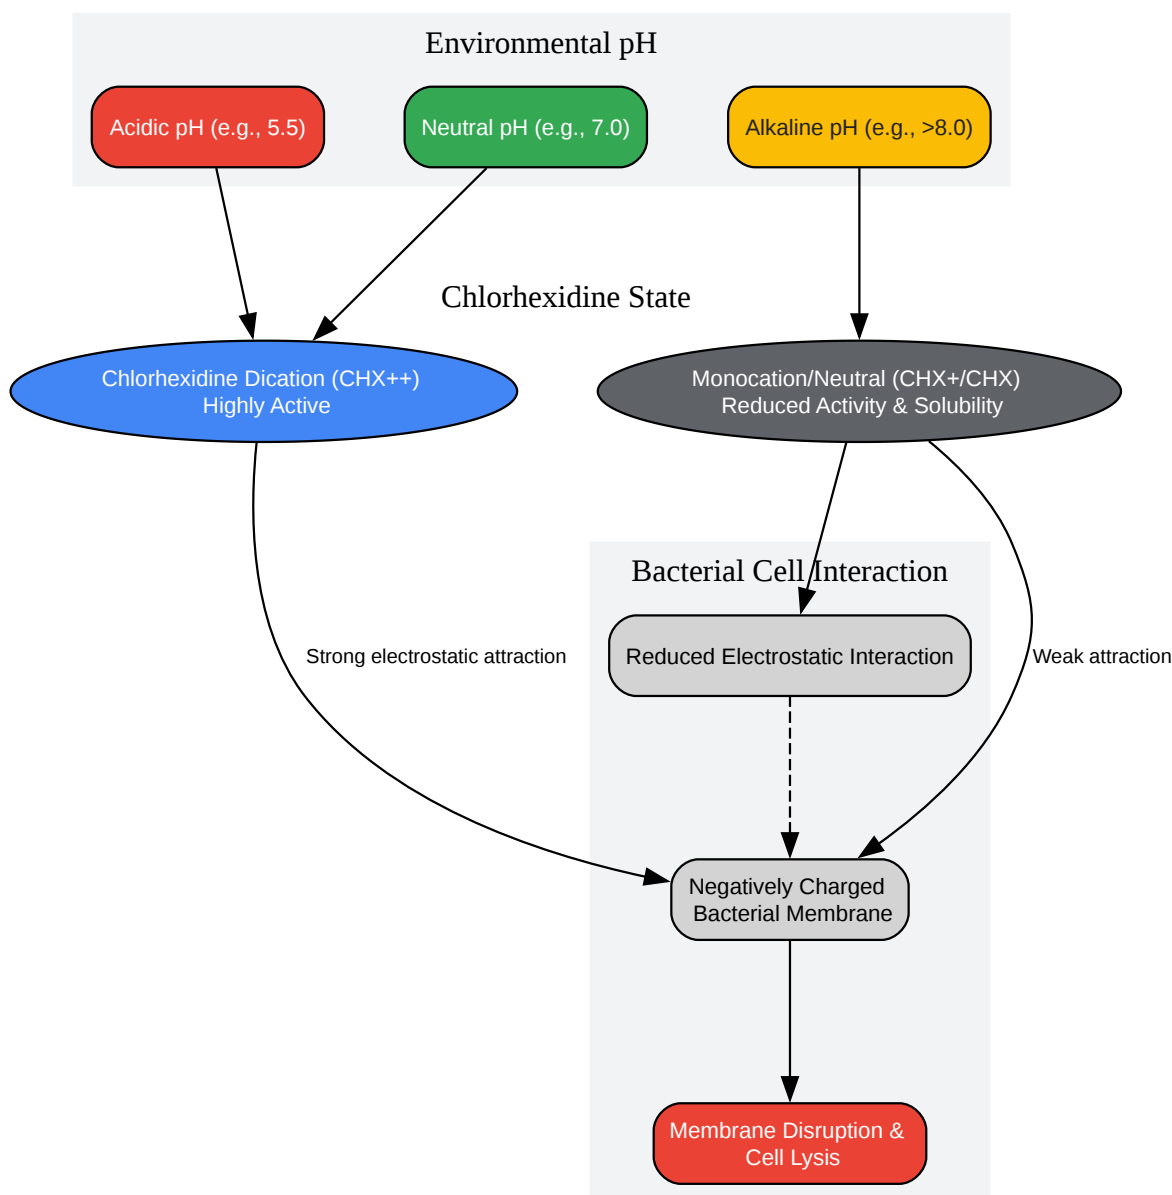 Environmental pH
Acidic pH (e.g., 5.5)
Neutral pH (e.g., 7.0)
Alkaline pH (e.g., >8.0)
Chlorhexidine State
Chlorhexidine Dication (CHX++)
Highly Active
Monocation/Neutral (CHX+/CHX)
Reduced Activity & Solubility
Bacterial Cell Interaction
Strong electrostatic attraction
Reduced Electrostatic Interaction
Weak attraction
Negatively Charged
Bacterial Membrane
Membrane Disruption &
Cell Lysis